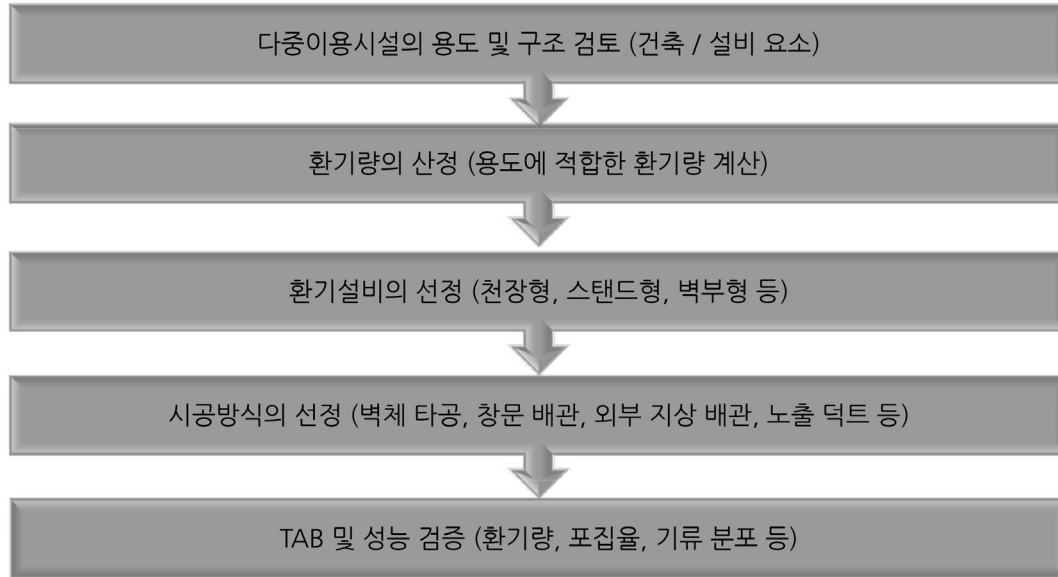 다중이용시설의 용도 및 구조 검토 (건축 / 설비 요소)
환기량의 산정 (용도에 적합한 환기량 계산)
환기설비의 선정 (천장형, 스탠드형, 벽부형 등)
시공방식의 선정 (벽체 타공, 창문 배관, 외부 지상 배관, 노출 덕트 등)
TAB 및 성능 검증 (환기량, 포집율, 기류 분포 등)